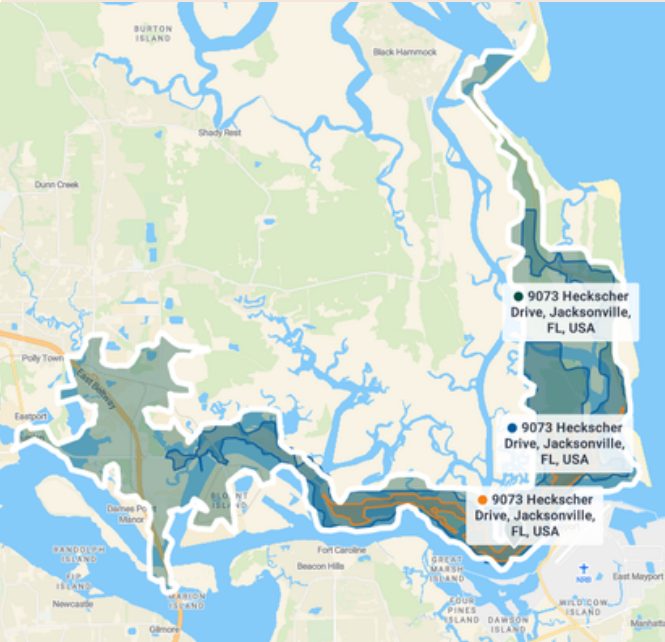 BURTON
ISLAND
Black Hammock
Shady Rest
Dunn Creek
9073 Heckscher
Drive, Jacksonville,
FL, USA
Polly Town
East Beltway
Eastport
9073 Heckscher
Drive, Jacksonville,
FL, USA
9073 Heckscher
Drive, Jacksonville,
FL, USA
BLOUNT
ISLAND
Dames Point
Manor
Fort Caroline
RANDOLPH
ISLAND
Beacon Hills
GREAT
MARSH
ISLAND
NRB
East Mayport
Newcastle
MARION
ISLAND
FOUR
PINES
ISLAND
WILD COW
ISLAND
DAWSON
ISLAND
Gilmore